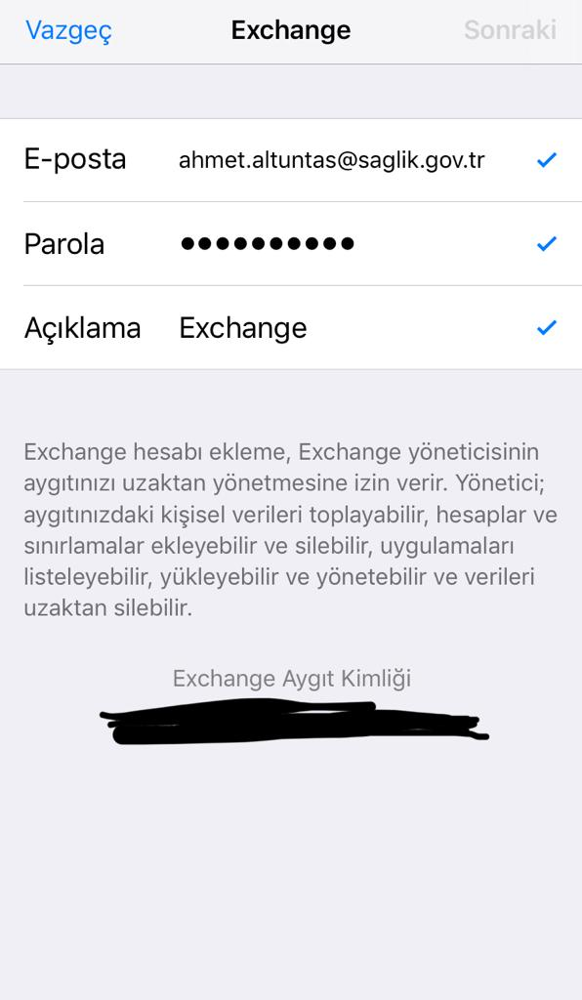 Vazgeç Exchange Sonraki
E-posta ahmet.altuntas@saglik.gov.tr
Parola ●●●●●●●●●●
Açıklama Exchange
Exchange hesabı ekleme, Exchange yöneticisinin
aygıtınızı uzaktan yönetmesine izin verir. Yönetici;
aygıtınızdaki kişisel verileri toplayabilir, hesaplar ve
sınırlamalar ekleyebilir ve silebilir, uygulamaları
listeleyebilir, yükleyebilir ve yönetebilir ve verileri
uzaktan silebilir.
Exchange Aygıt Kimliği